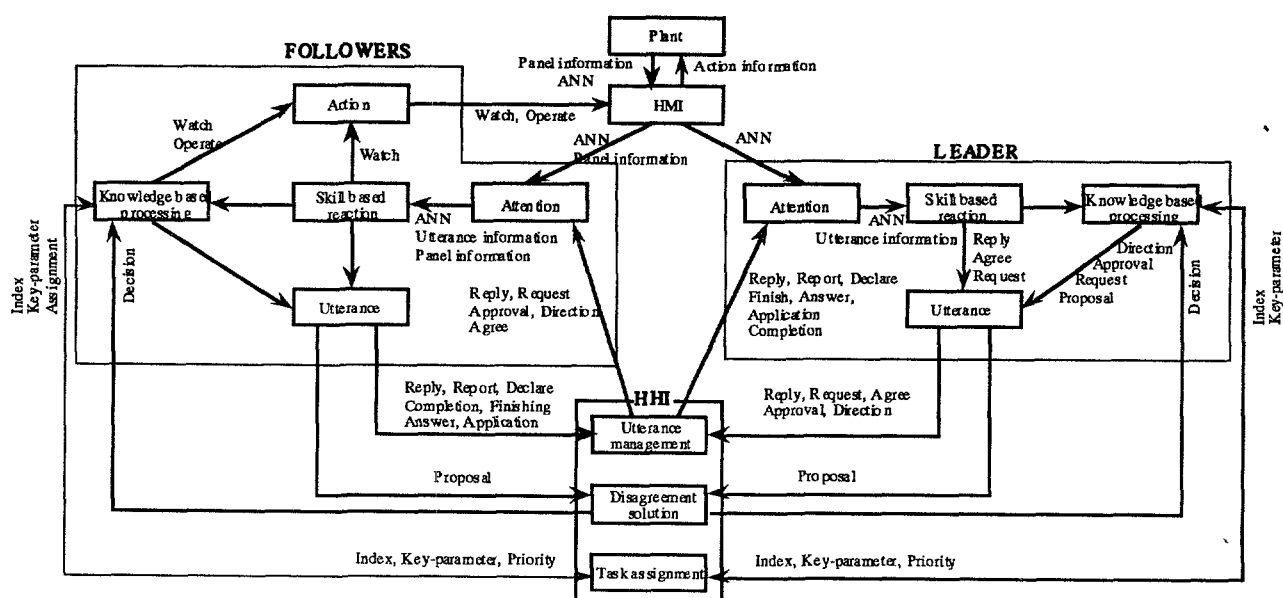 Plant
FOLLOWERS
Panel information
ANN
Action information
Action
HMI
Watch
Operate
Watch, Operate
Watch
ANN
Panel information
ANN
LEADER
Knowledge based
processing
Skill based
reaction
Attention
Attention
Skill based
reaction
Knowledge based
processing
ANN
Utterance information
Panel information
ANN
Utterance information
Reply
Agree
Request
Direction
Approval
Request
Proposal
Index
Key-parameter
Assignment
Decision
Utterance
Reply, Request
Approval, Direction
Agree
Reply, Report, Declare
Finish, Answer,
Application
Completion
Utterance
Decision
Index
Key-parameter
Reply, Report, Declare
Completion, Finishing
Answer, Application
HHI
Utterance
management
Reply, Request, Agree
Approval, Direction
Proposal
Disagreement
solution
Proposal
Index, Key-parameter, Priority
Task assignment
Index, Key-parameter, Priority